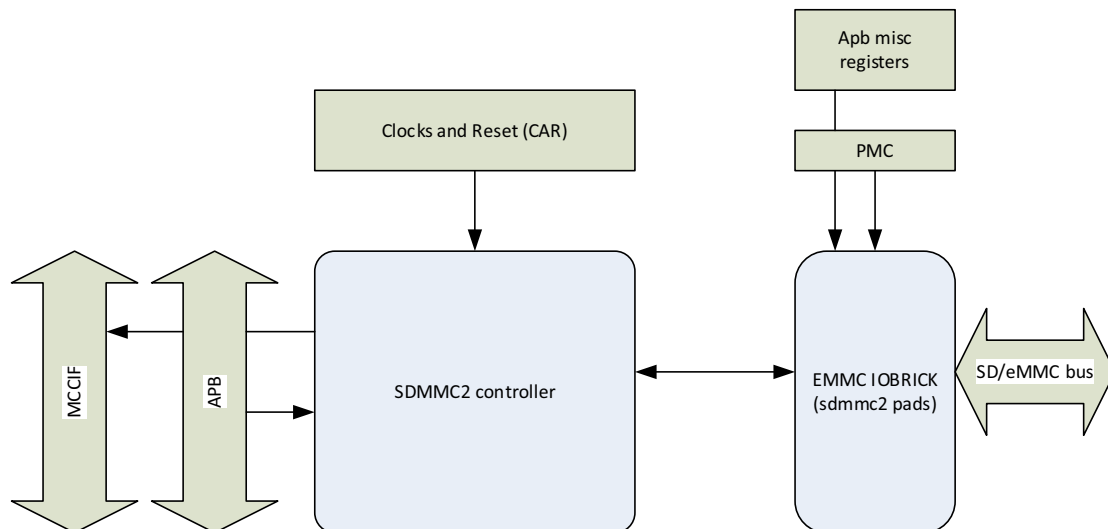 Apb misc
registers
Clocks and Reset (CAR)
PMC
MCCIF
APB
SDMMC2 controller
EMMC IOBRICK
(sdmmc2 pads)
SD/eMMC bus